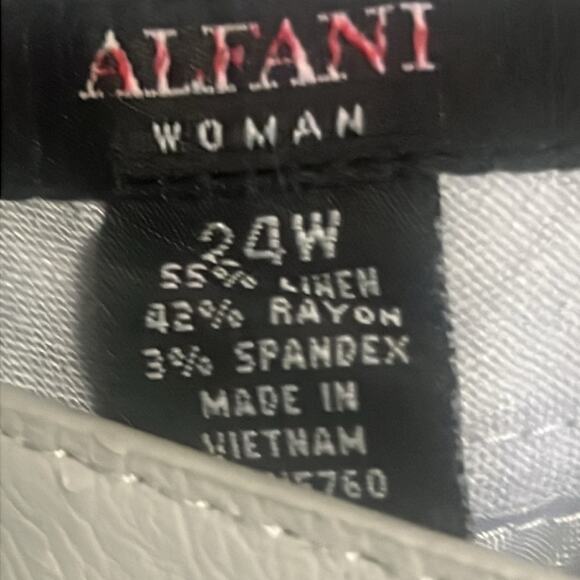 ALFANI
WOMAN
24W
55% LINEN
42% RAYON
3% SPANDEX
MADE IN
VIETNAM